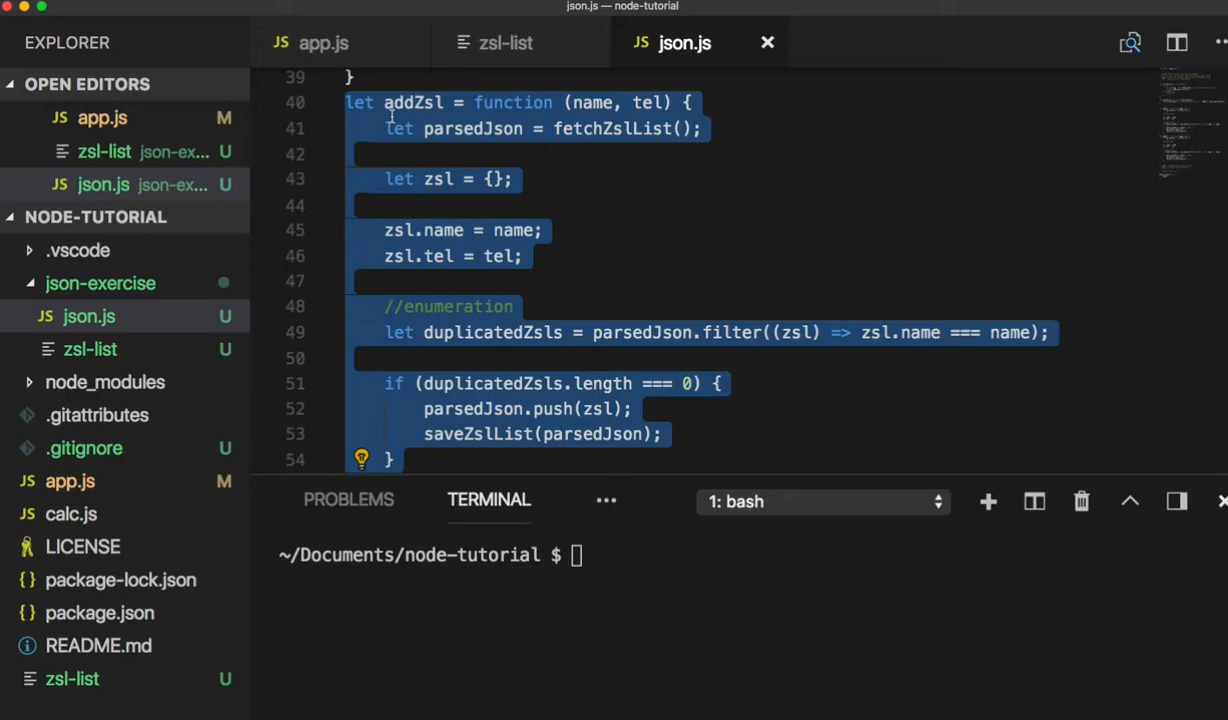 json.js — node-tutorial
EXPLORER
OPEN EDITORS
JS app.js M
zsl-list json-ex... U
JS json.js json-ex... U
NODE-TUTORIAL
.vscode
json-exercise
JS json.js U
zsl-list U
node_modules
.gitattributes
.gitignore U
JS app.js M
JS calc.js
LICENSE
{} package-lock.json
{} package.json
README.md
zsl-list U
JS app.js
zsl-list
JS json.js
39 }
40 let addZsl = function (name, tel) {
41 let parsedJson = fetchZslList();
42
43 let zsl = {};
44
45 zsl.name = name;
46 zsl.tel = tel;
47
48 //enumeration
49 let duplicatedZsls = parsedJson.filter((zsl) => zsl.name === name);
50
51 if (duplicatedZsls.length === 0) {
52 parsedJson.push(zsl);
53 saveZslList(parsedJson);
54 }
PROBLEMS TERMINAL ... 1: bash
~/Documents/node-tutorial $